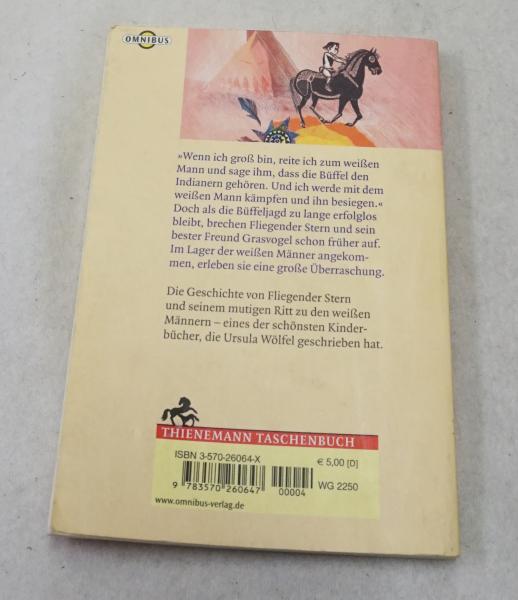 OMNIBUS
»Wenn ich groß bin, reite ich zum weißen
Mann und sage ihm, dass die Büffel den
Indianern gehören. Und ich werde mit dem
weißen Mann kämpfen und ihn besiegen.«
Doch als die Büffeljagd zu lange erfolglos
bleibt, brechen Fliegender Stern und sein
bester Freund Grasvogel schon früher auf.
Im Lager der weißen Männer angekom-
men, erleben sie eine große Überraschung.
Die Geschichte von Fliegender Stern
und seinem mutigen Ritt zu den weißen
Männern – eines der schönsten Kinder-
bücher, die Ursula Wölfel geschrieben hat.
THIENEMANN TASCHENBUCH
ISBN 3-570-26064-X
€ 5,00 [D]
9 783570 260647
00004
WG 2250
www.omnibus-verlag.de